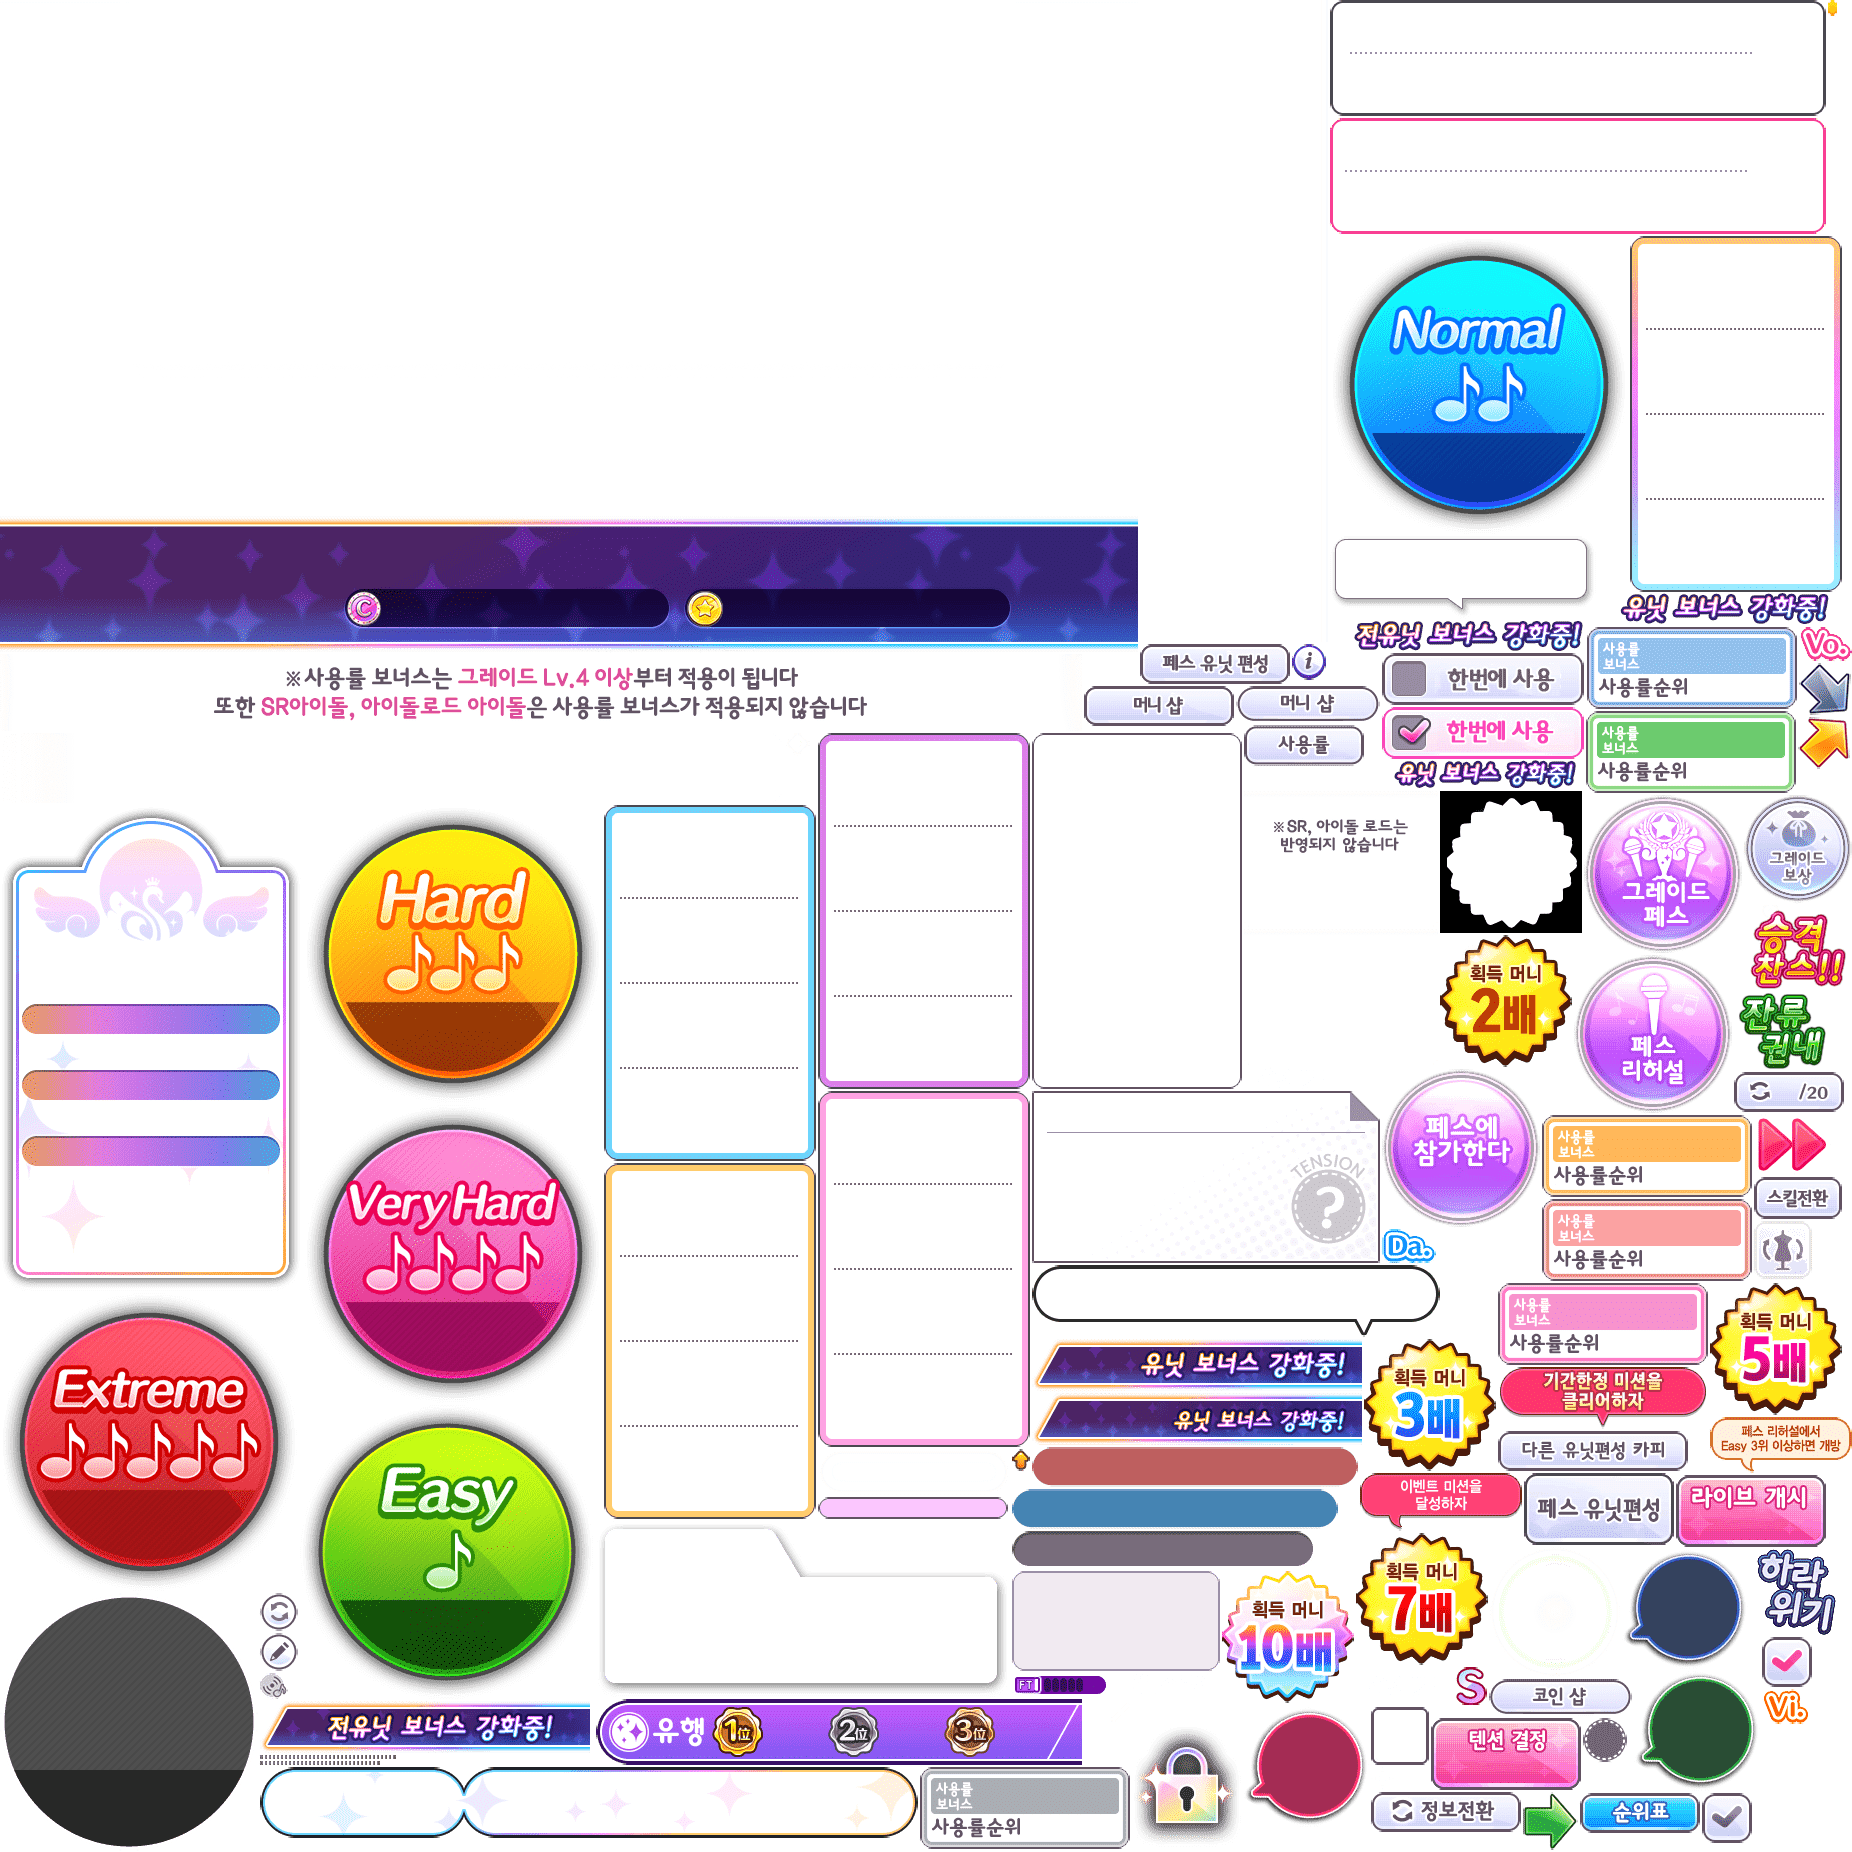 Normal
유닛 보너스 강화중!
전유닛 보너스 강화중!
사용률
보너스
사용률순위
Vo.
페스 유닛 편성
i
한번에 사용
머니 샵
머니 샵
※사용률 보너스는 그레이드 Lv.4 이상부터 적용이 됩니다
또한 SR아이돌, 아이돌로드 아이돌은 사용률 보너스가 적용되지 않습니다
C
한번에 사용
사용률
보너스
사용률순위
사용률
유닛 보너스 강화중!
※SR, 아이돌 로드는
반영되지 않습니다
그레이드
페스
그레이드
보상
Hard
승격
찬스!!
획득 머니
2배
페스
리허설
잔류
권내
/20
페스에
참가한다
사용률
보너스
사용률순위
TENSION
?
스킬전환
Very Hard
Da.
사용률
보너스
사용률순위
사용률
보너스
사용률순위
획득 머니
5배
Extreme
유닛 보너스 강화중!
획득 머니
3배
기간한정 미션을
클리어하자
유닛 보너스 강화중!
다른 유닛편성 카피
페스 리허설에서
Easy 3위 이상하면 개방
Easy
이벤트 미션을
달성하자
페스 유닛편성
라이브 개시
획득 머니
7배
획득 머니
10배
하락
위기
FT
S
코인 샵
Vi.
전유닛 보너스 강화중!
유행
1位
2位
3位
텐션 결정
사용률
보너스
사용률순위
정보전환
순위표